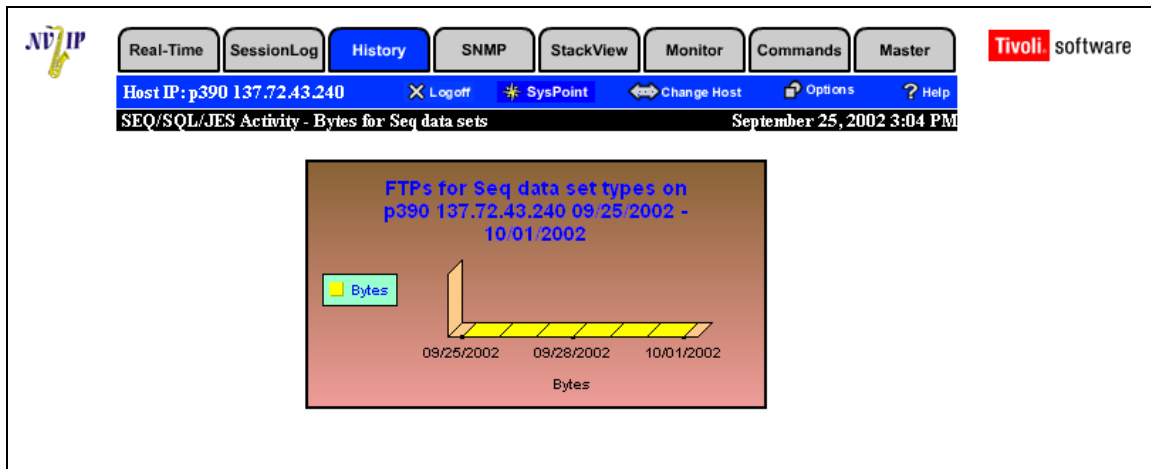 NV IP
Real-Time SessionLog History SNMP StackView Monitor Commands Master
Tivoli. software
Host IP: p390 137.72.43.240 Logoff SysPoint Change Host Options ? Help
SEQ/SQL/JES Activity - Bytes for Seq data sets September 25, 2002 3:04 PM
FTPs for Seq data set types on
p390 137.72.43.240 09/25/2002 -
10/01/2002
Bytes
09/25/2002 09/28/2002 10/01/2002
Bytes